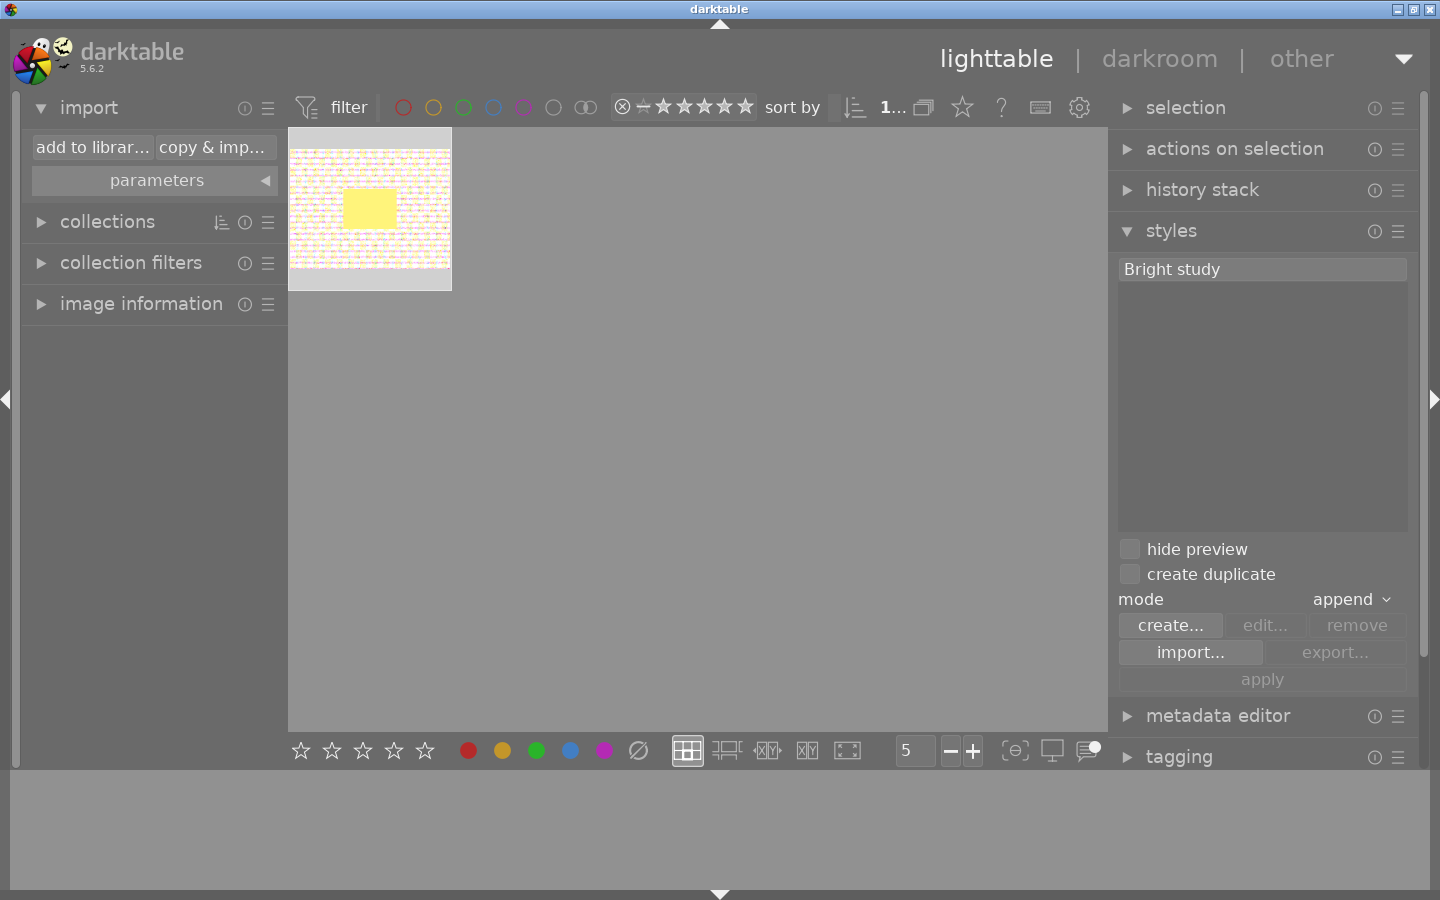 darktable
darktable
5.6.2
lighttable | darkroom | other
import
filter
sort by
1...
add to librar...
copy & imp...
parameters
collections
collection filters
image information
selection
actions on selection
history stack
styles
Bright study
hide preview
create duplicate
mode
append
create...
edit...
remove
import...
export...
apply
metadata editor
tagging
5